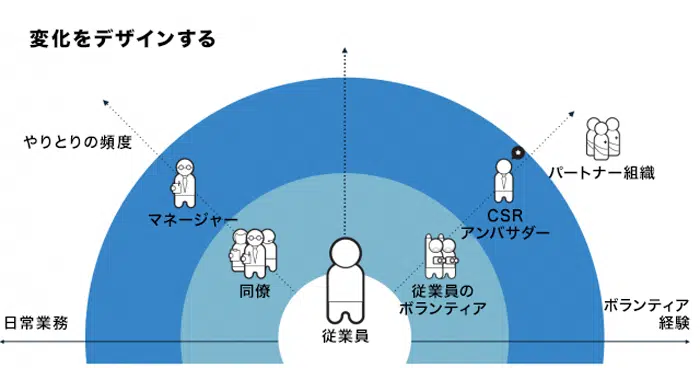 変化をデザインする
やりとりの頻度
パートナー組織
マネージャー
CSR
アンバサダー
同僚
従業員の
ボランティア
従業員
日常業務
ボランティア
経験